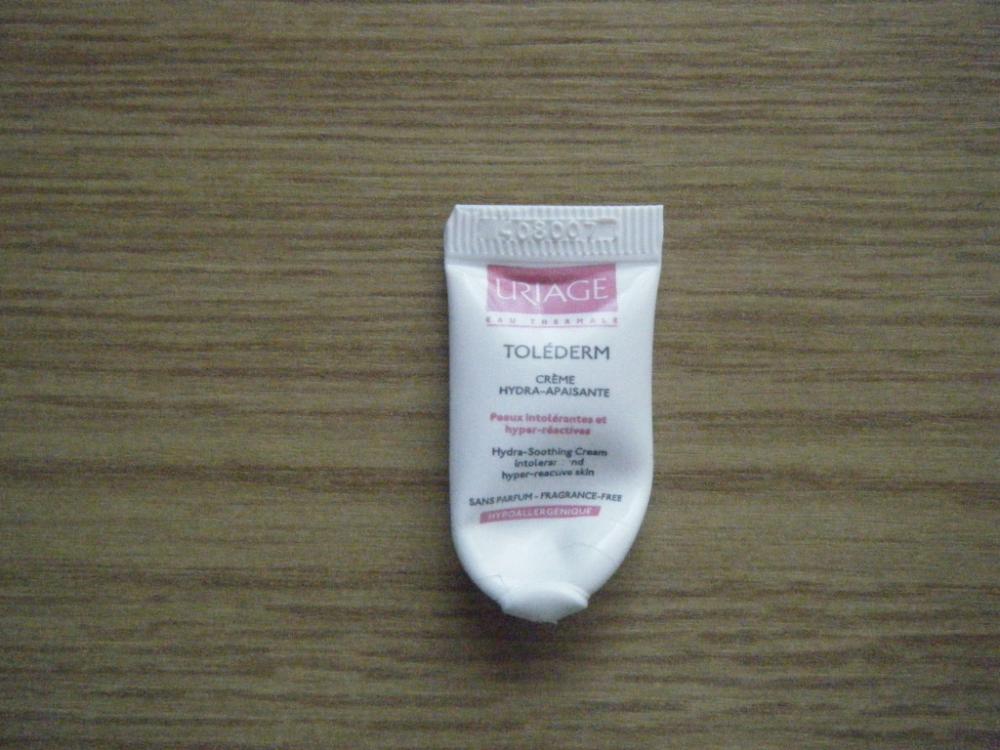 408007
URIAGE
EAU THERMALE
TOLÉDERM
CRÈME
HYDRA-APAISANTE
Peaux intolérantes et
hyper-réactives
Hydra-Soothing Cream
hyper-reactive skin
SANS PARFUM - FRAGRANCE-FREE
HYPOALLERGÉNIQUE